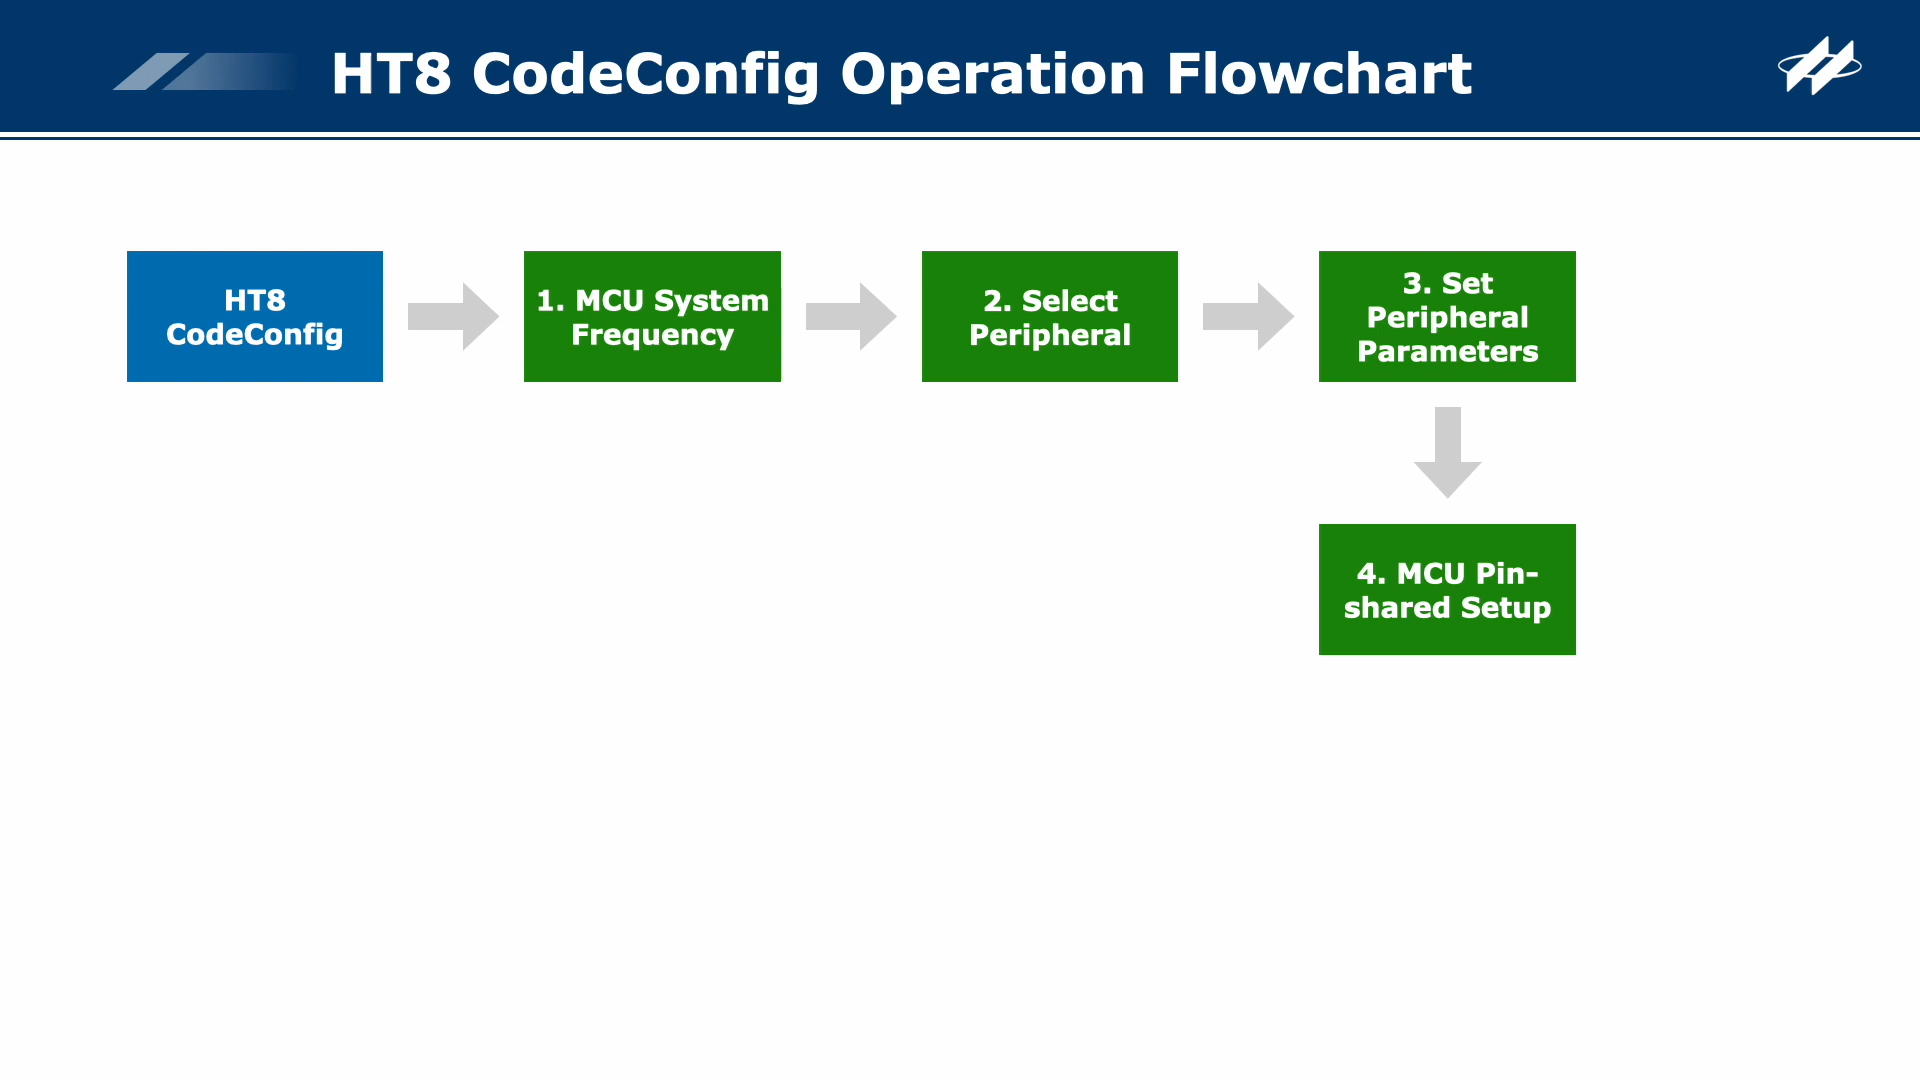 HT8 CodeConfig Operation Flowchart
HT8
CodeConfig
1. MCU System
Frequency
2. Select
Peripheral
3. Set
Peripheral
Parameters
4. MCU Pin-
shared Setup